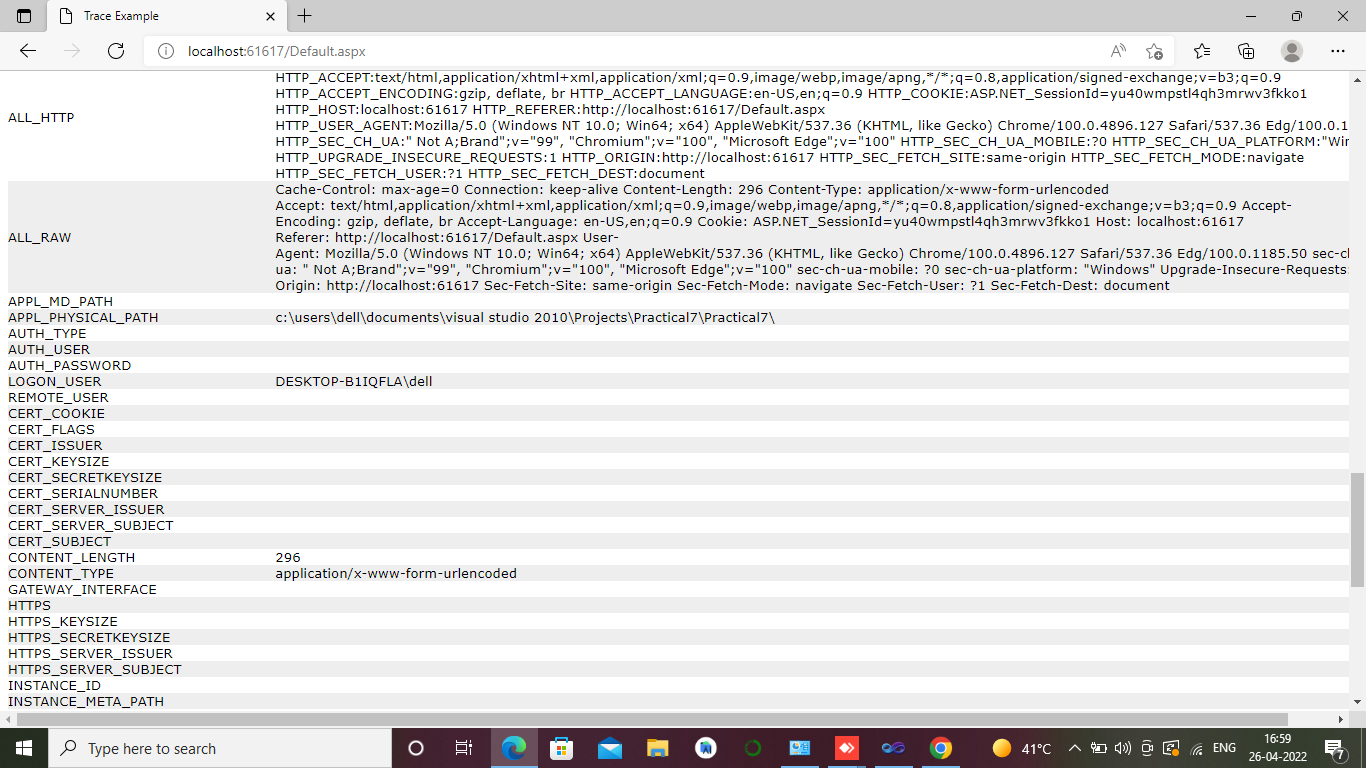 Trace Example
localhost:61617/Default.aspx
HTTP_ACCEPT:text/html,application/xhtml+xml,application/xml;q=0.9,image/webp,image/apng,*/*;q=0.8,application/signed-exchange;v=b3;q=0.9
HTTP_ACCEPT_ENCODING:gzip, deflate, br HTTP_ACCEPT_LANGUAGE:en-US,en;q=0.9 HTTP_COOKIE:ASP.NET_SessionId=yu40wmpstl4qh3mrwv3fkko1
HTTP_HOST:localhost:61617 HTTP_REFERER:http://localhost:61617/Default.aspx
ALL_HTTP
HTTP_USER_AGENT:Mozilla/5.0 (Windows NT 10.0; Win64; x64) AppleWebKit/537.36 (KHTML, like Gecko) Chrome/100.0.4896.127 Safari/537.36 Edg/100.0.1
HTTP_SEC_CH_UA:" Not A;Brand";v="99", "Chromium";v="100", "Microsoft Edge";v="100" HTTP_SEC_CH_UA_MOBILE:?0 HTTP_SEC_CH_UA_PLATFORM:"Win
HTTP_UPGRADE_INSECURE_REQUESTS:1 HTTP_ORIGIN:http://localhost:61617 HTTP_SEC_FETCH_SITE:same-origin HTTP_SEC_FETCH_MODE:navigate
HTTP_SEC_FETCH_USER:?1 HTTP_SEC_FETCH_DEST:document
Cache-Control: max-age=0 Connection: keep-alive Content-Length: 296 Content-Type: application/x-www-form-urlencoded
Accept: text/html,application/xhtml+xml,application/xml;q=0.9,image/webp,image/apng,*/*;q=0.8,application/signed-exchange;v=b3;q=0.9 Accept-
Encoding: gzip, deflate, br Accept-Language: en-US,en;q=0.9 Cookie: ASP.NET_SessionId=yu40wmpstl4qh3mrwv3fkko1 Host: localhost:61617
ALL_RAW
Referer: http://localhost:61617/Default.aspx User-
Agent: Mozilla/5.0 (Windows NT 10.0; Win64; x64) AppleWebKit/537.36 (KHTML, like Gecko) Chrome/100.0.4896.127 Safari/537.36 Edg/100.0.1185.50 sec-cl
ua: " Not A;Brand";v="99", "Chromium";v="100", "Microsoft Edge";v="100" sec-ch-ua-mobile: ?0 sec-ch-ua-platform: "Windows" Upgrade-Insecure-Requests:
Origin: http://localhost:61617 Sec-Fetch-Site: same-origin Sec-Fetch-Mode: navigate Sec-Fetch-User: ?1 Sec-Fetch-Dest: document
APPL_MD_PATH
APPL_PHYSICAL_PATH c:\users\dell\documents\visual studio 2010\Projects\Practical7\Practical7\
AUTH_TYPE
AUTH_USER
AUTH_PASSWORD
LOGON_USER DESKTOP-B1IQFLA\dell
REMOTE_USER
CERT_COOKIE
CERT_FLAGS
CERT_ISSUER
CERT_KEYSIZE
CERT_SECRETKEYSIZE
CERT_SERIALNUMBER
CERT_SERVER_ISSUER
CERT_SERVER_SUBJECT
CERT_SUBJECT
CONTENT_LENGTH 296
CONTENT_TYPE application/x-www-form-urlencoded
GATEWAY_INTERFACE
HTTPS
HTTPS_KEYSIZE
HTTPS_SECRETKEYSIZE
HTTPS_SERVER_ISSUER
HTTPS_SERVER_SUBJECT
INSTANCE_ID
INSTANCE_META_PATH
Type here to search
41°C
ENG
16:59
26-04-2022
7